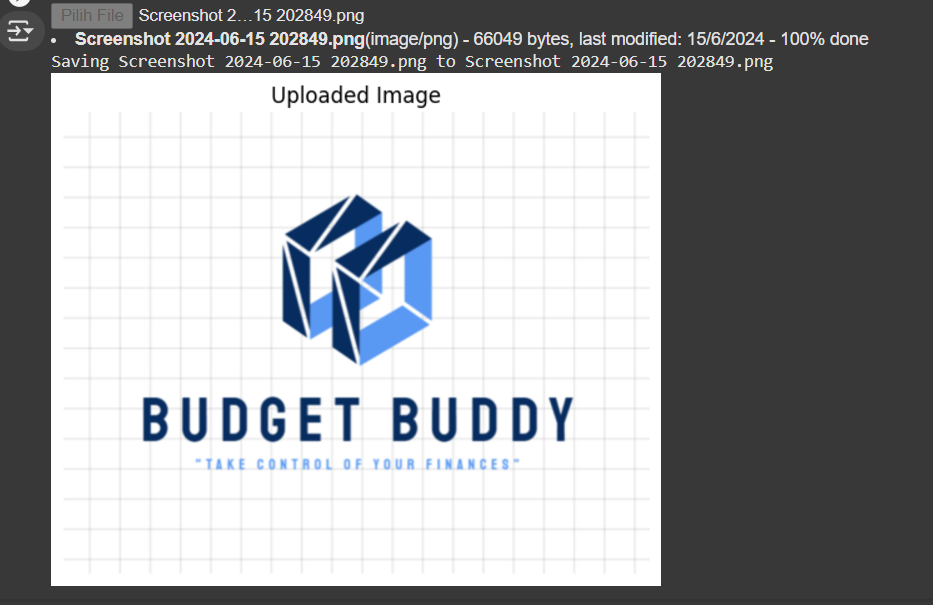 Pilih File Screenshot 2…15 202849.png
Screenshot 2024-06-15 202849.png(image/png) - 66049 bytes, last modified: 15/6/2024 - 100% done
Saving Screenshot 2024-06-15 202849.png to Screenshot 2024-06-15 202849.png
Uploaded Image
BUDGET BUDDY
"TAKE CONTROL OF YOUR FINANCES"